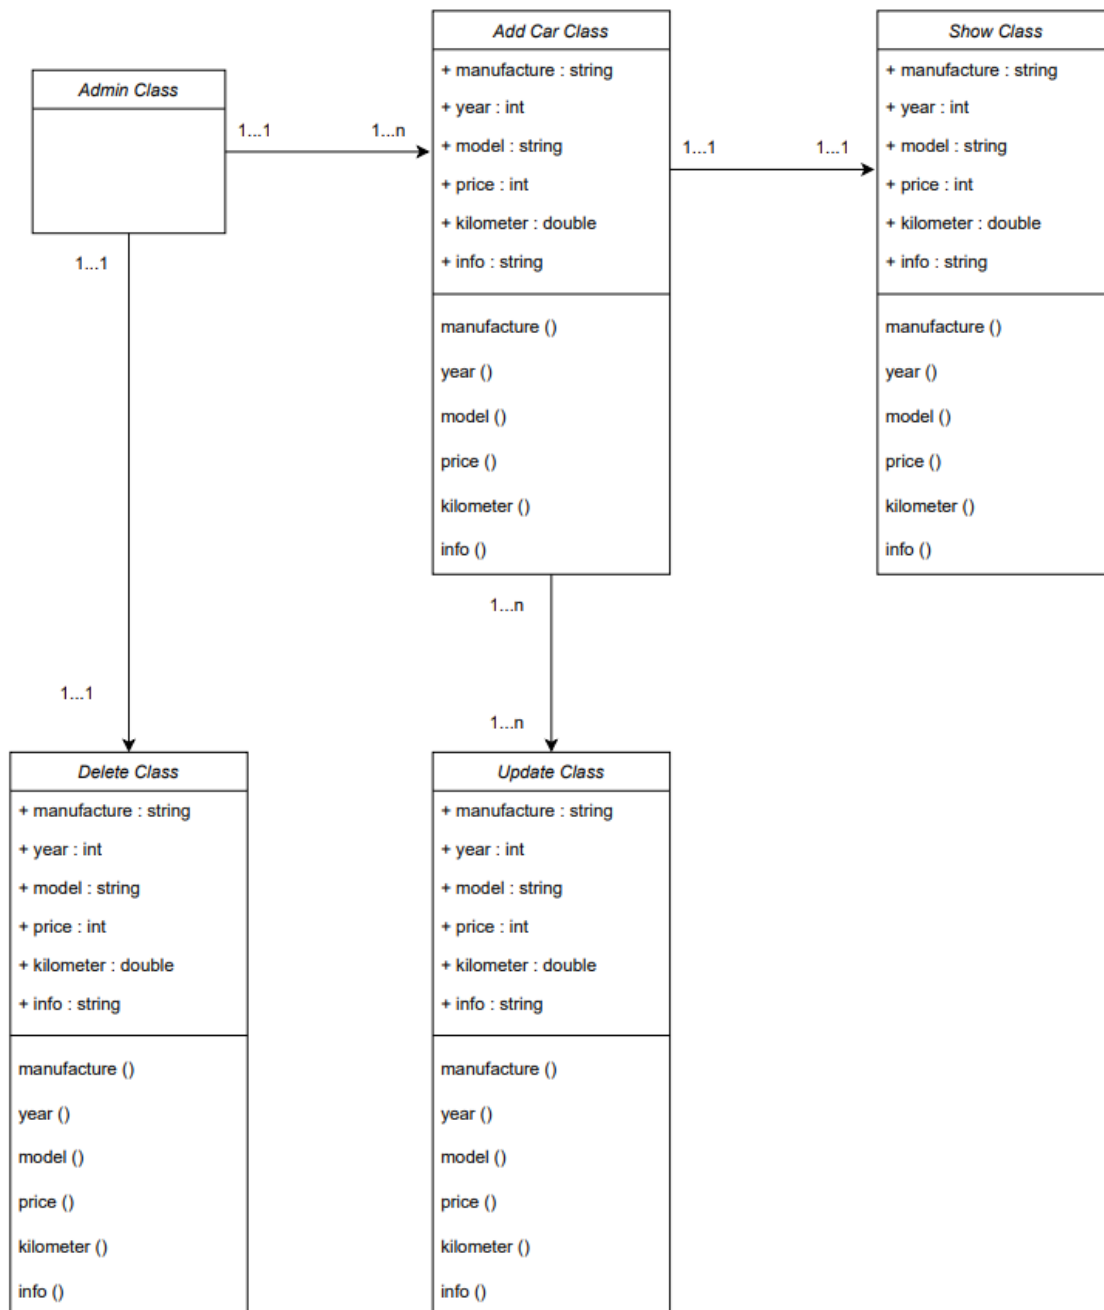 Admin Class
1...1
1...n
Add Car Class
+ manufacture : string
+ year : int
+ model : string
+ price : int
+ kilometer : double
+ info : string
manufacture ()
year ()
model ()
price ()
kilometer ()
info ()
1...1
1...1
Show Class
+ manufacture : string
+ year : int
+ model : string
+ price : int
+ kilometer : double
+ info : string
manufacture ()
year ()
model ()
price ()
kilometer ()
info ()
1...1
1...1
Delete Class
+ manufacture : string
+ year : int
+ model : string
+ price : int
+ kilometer : double
+ info : string
manufacture ()
year ()
model ()
price ()
kilometer ()
info ()
1...n
1...n
Update Class
+ manufacture : string
+ year : int
+ model : string
+ price : int
+ kilometer : double
+ info : string
manufacture ()
year ()
model ()
price ()
kilometer ()
info ()